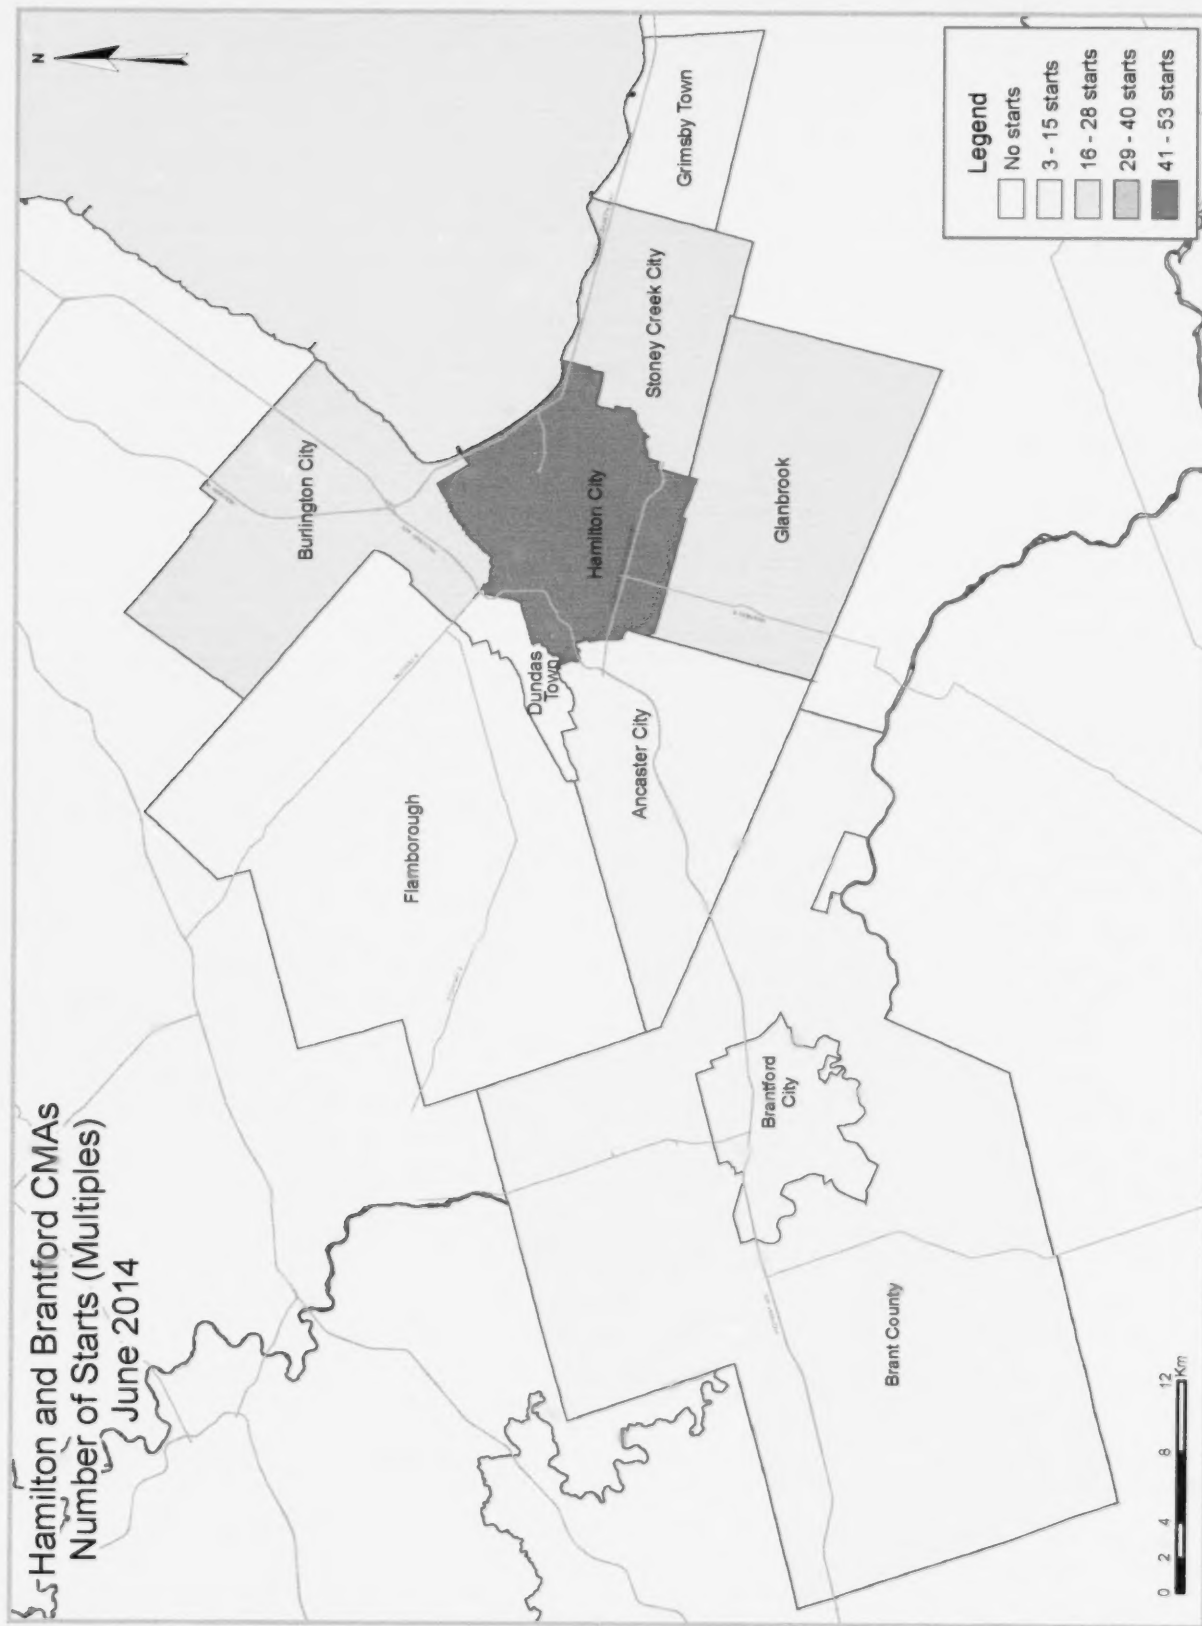 Hamilton and Brantford CMAs
Number of Starts (Multiples)
June 2014
N
Burlington City
Flamborough
Dundas
Town
Hamilton City
Stoney Creek City
Grimsby Town
Ancaster City
Glanbrook
Brantford
City
Brant County
Legend
No starts
3 - 15 starts
16 - 28 starts
29 - 40 starts
41 - 53 starts
0 2 4 8 12
Km